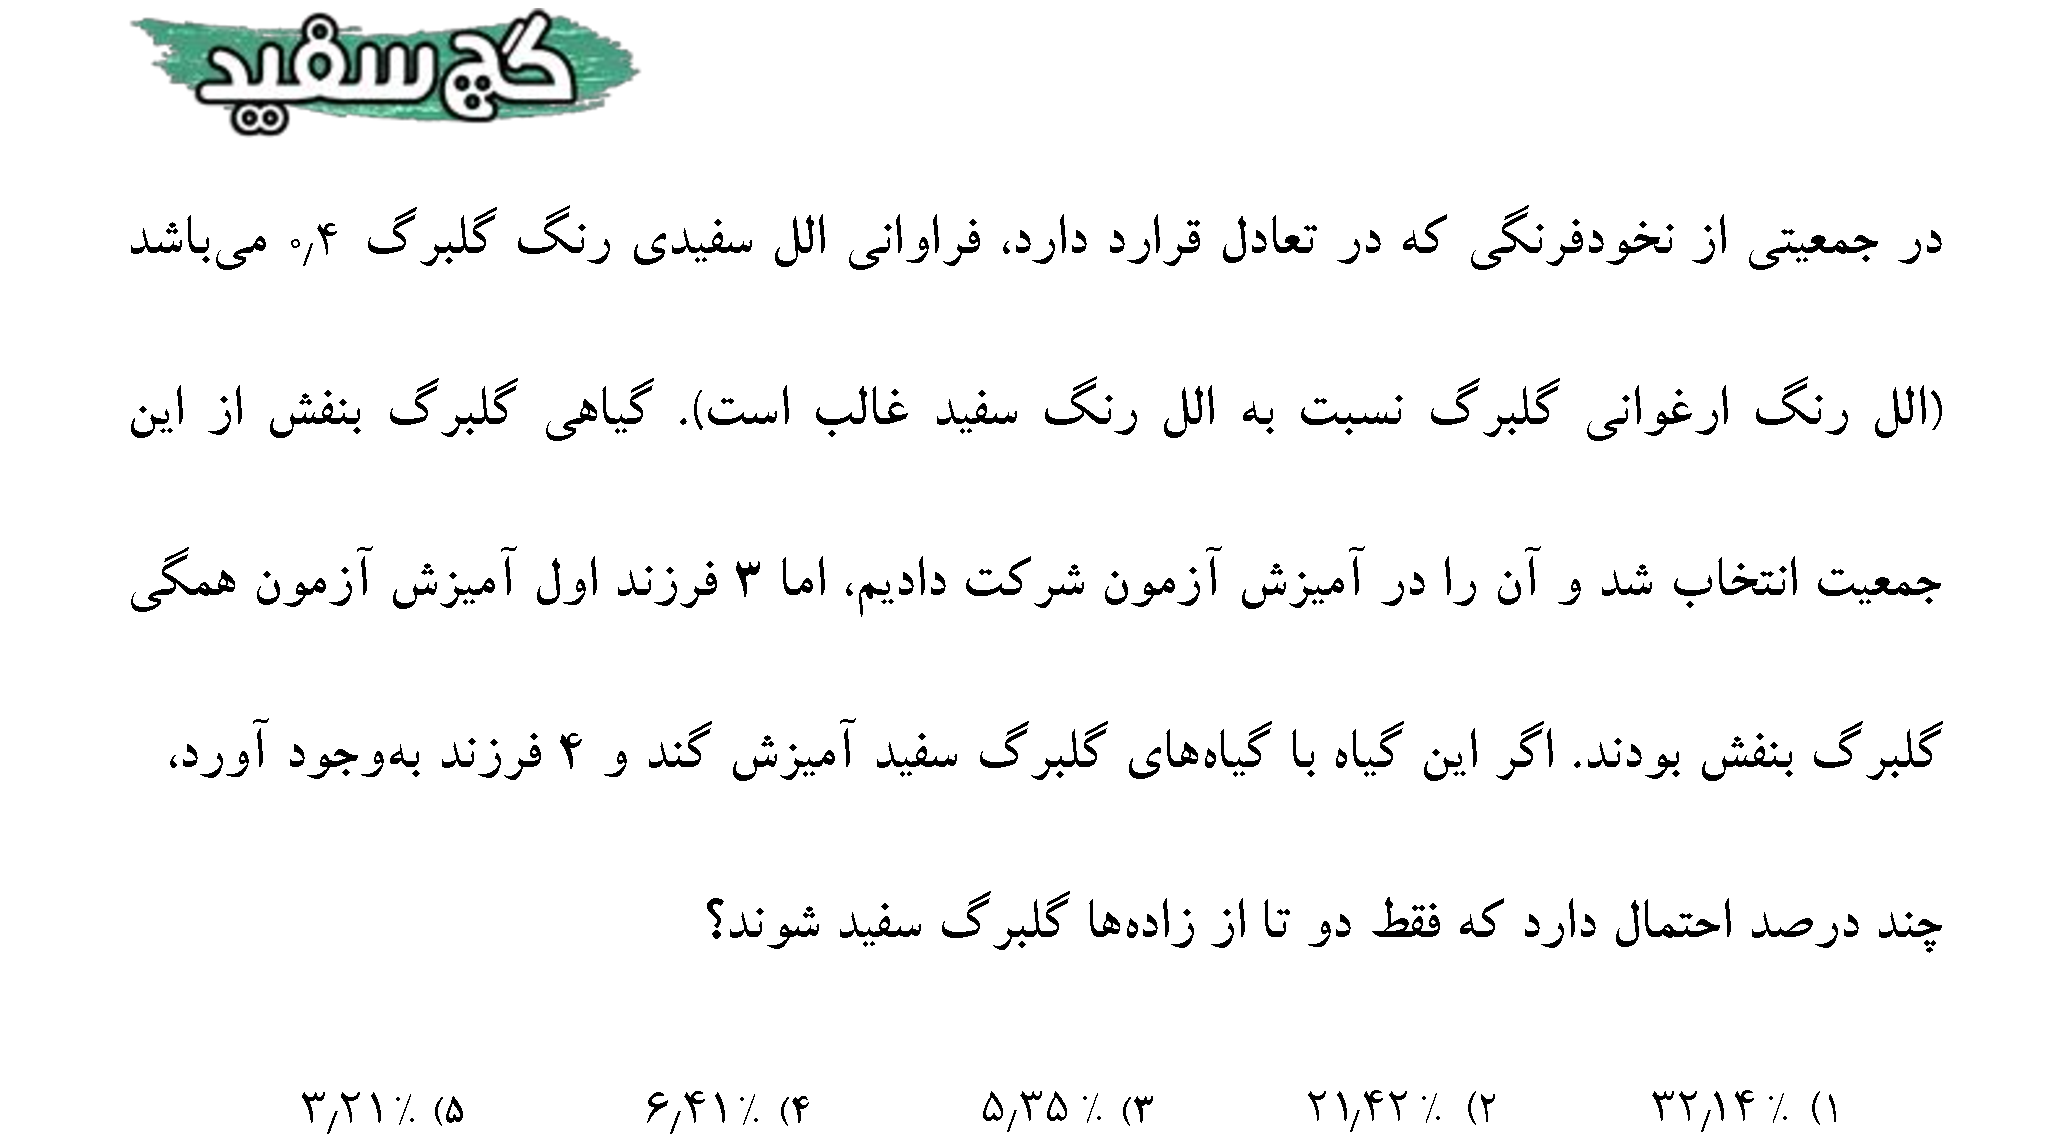 گچ سفید
در جمعیتی از نخودفرنگی که در تعادل قرارد دارد، فراوانی الل سفیدی رنگ گلبرگ ۰٫۴ می‌باشد
(الل رنگ ارغوانی گلبرگ نسبت به الل رنگ سفید غالب است). گیاهی گلبرگ بنفش از این
جمعیت انتخاب شد و آن را در آمیزش آزمون شرکت دادیم، اما ۳ فرزند اول آمیزش آزمون همگی
گلبرگ بنفش بودند. اگر این گیاه با گیاه‌های گلبرگ سفید آمیزش گند و ۴ فرزند به‌وجود آورد،
چند درصد احتمال دارد که فقط دو تا از زاده‌ها گلبرگ سفید شوند؟
۱) ۳۲٫۱۴٪ ۲) ۲۱٫۴۲٪ ۳) ۵٫۳۵٪ ۴) ۶٫۴۱٪ ۵) ۳٫۲۱٪